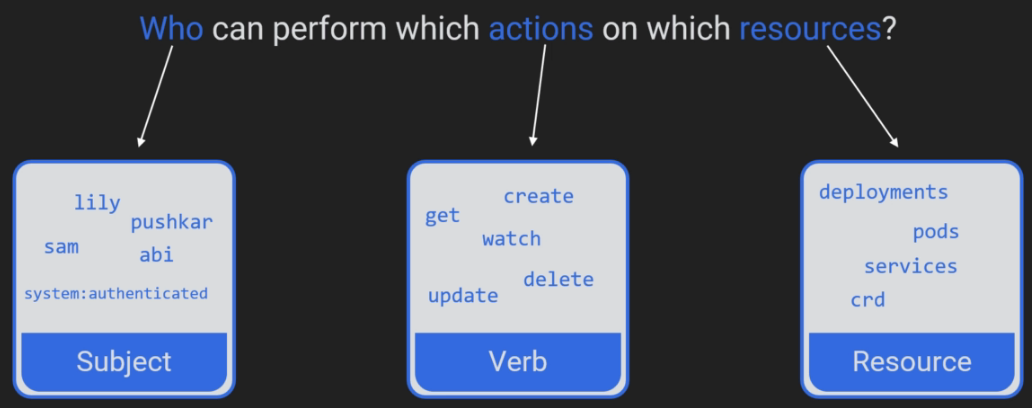 Who can perform which actions on which resources?
lily
pushkar
sam
abi
system:authenticated
Subject
create
get
watch
delete
update
Verb
deployments
pods
services
crd
Resource